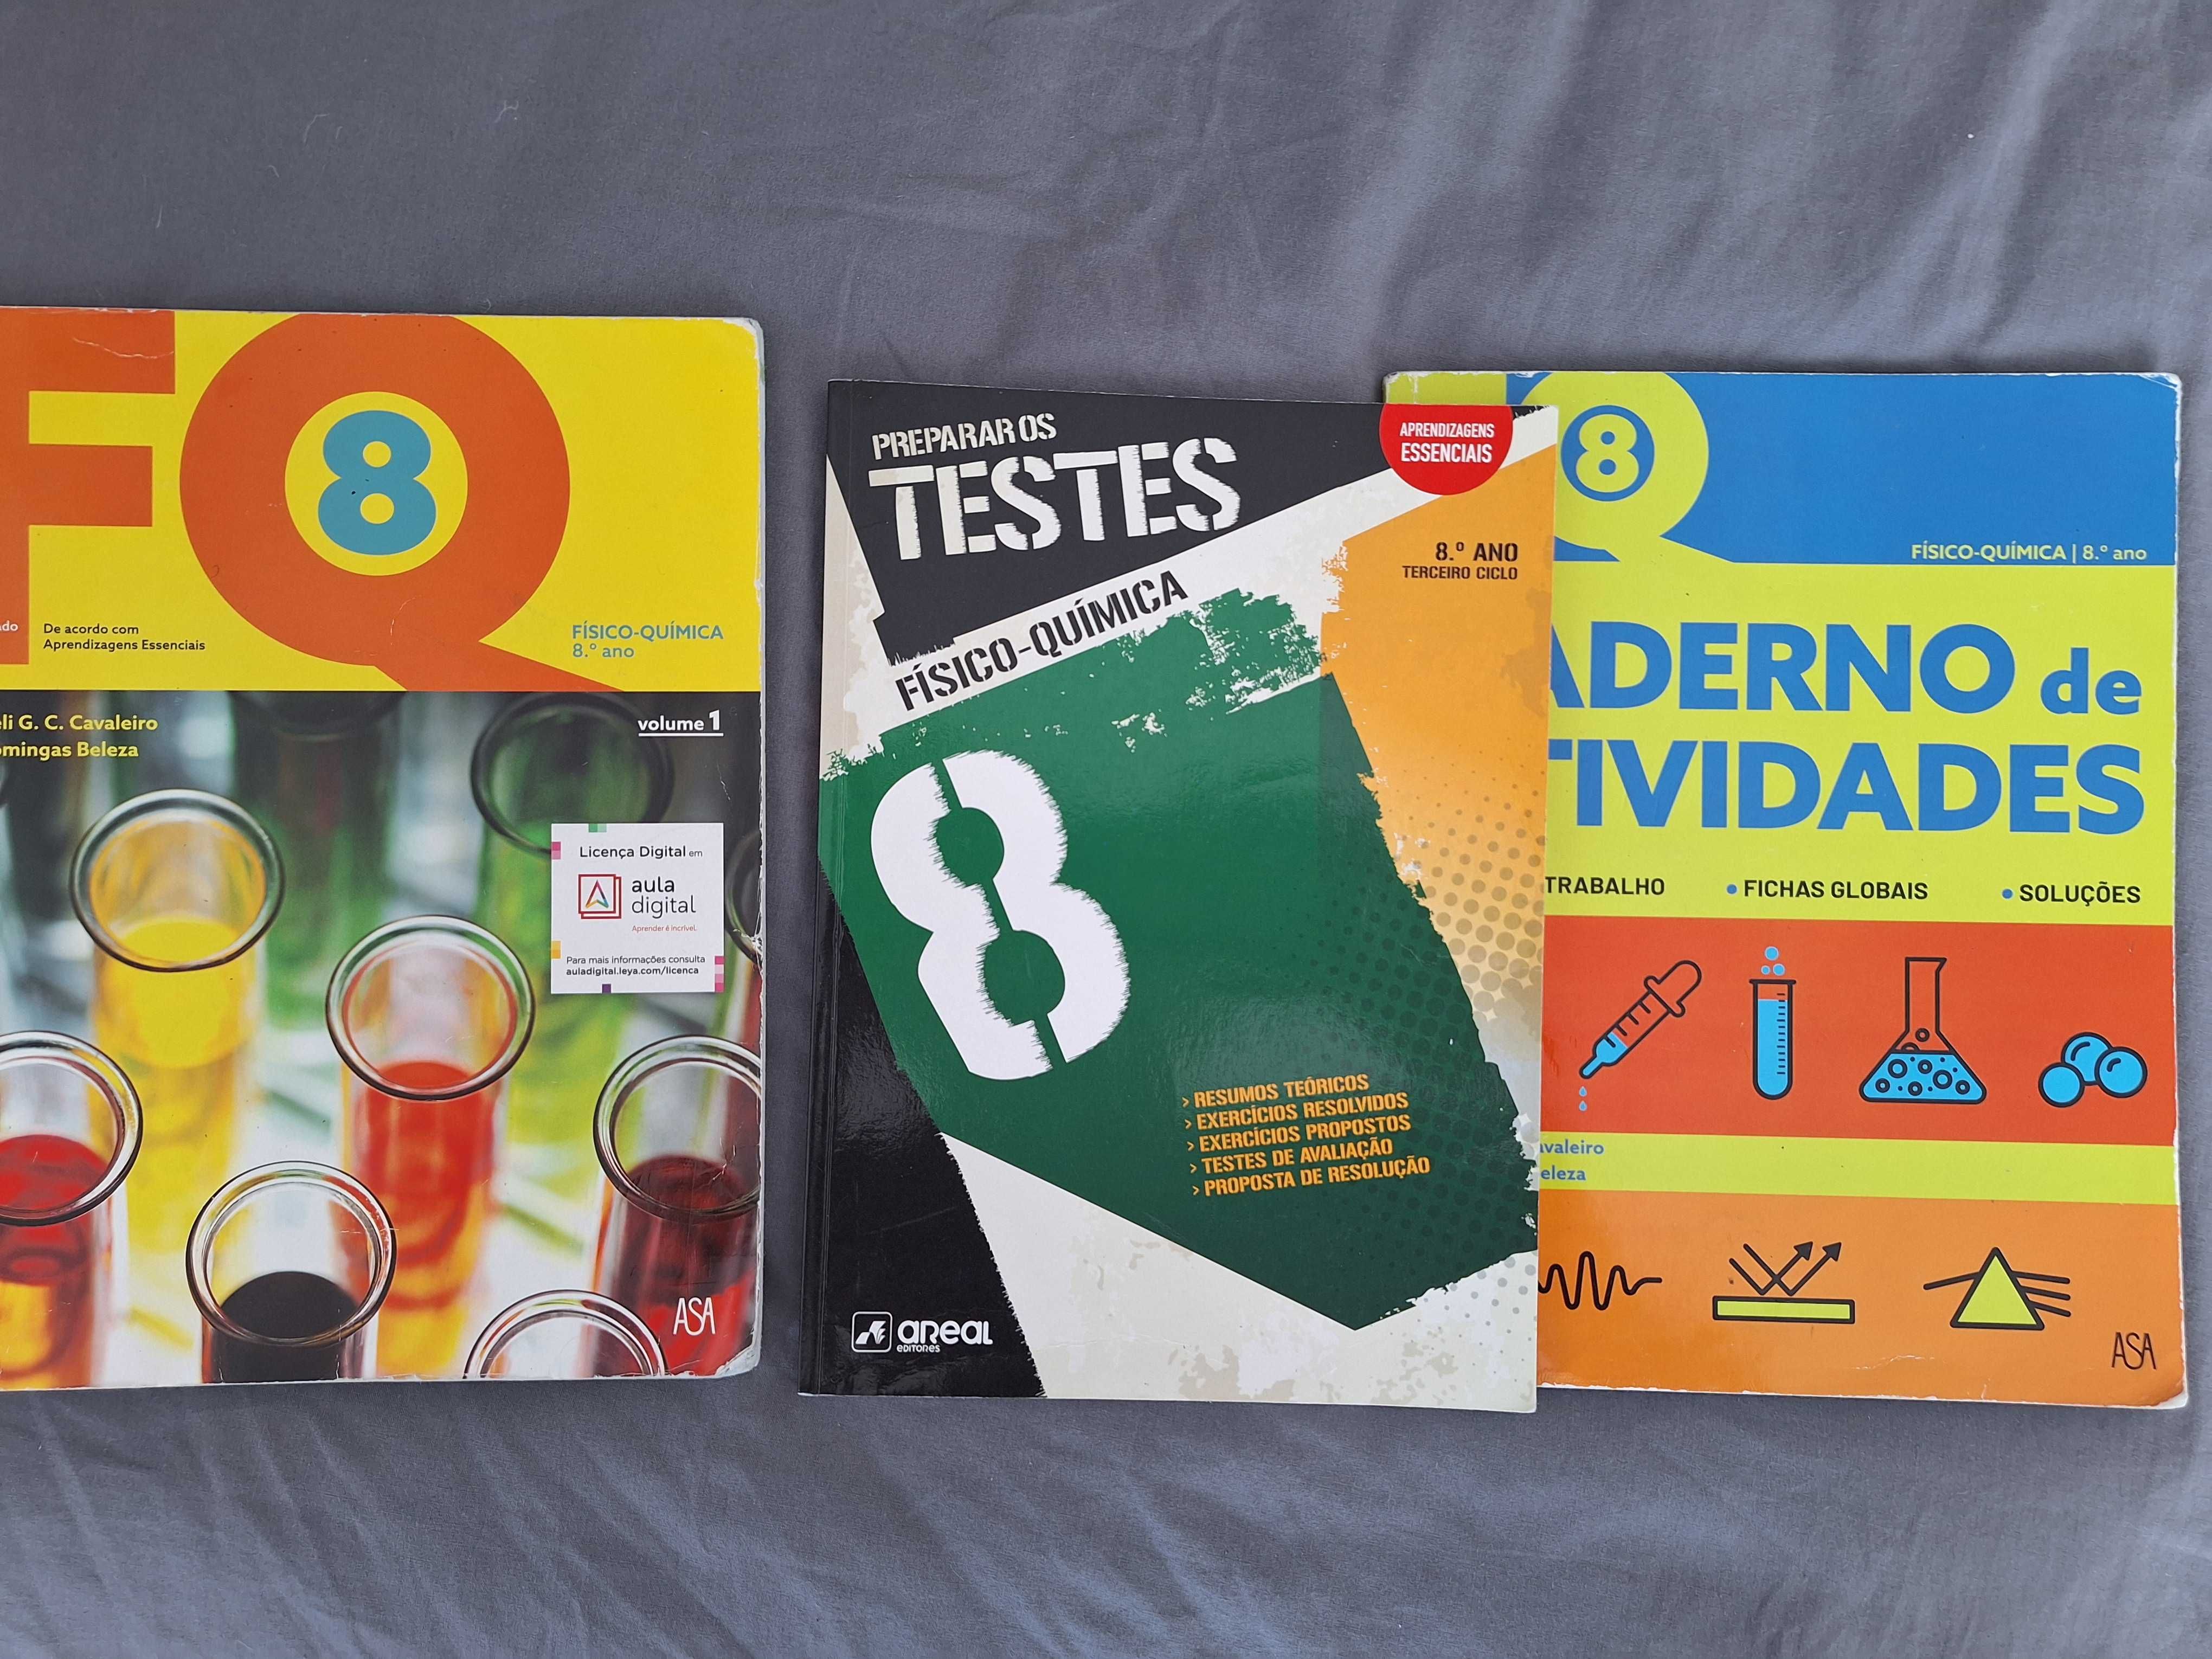 FQ
8
De acordo com
Aprendizagens Essenciais
FÍSICO-QUÍMICA
8.º ano
G. C. Cavaleiro
Beleza
volume 1
Licença Digital em
aula
digital
Aprender é incrível.
Para mais informações consulta
auladigital.leya.com/licenca
ASA
PREPARAR OS
TESTES
APRENDIZAGENS
ESSENCIAIS
8.º ANO
TERCEIRO CICLO
FÍSICO-QUÍMICA
8
> RESUMOS TEÓRICOS
> EXERCÍCIOS RESOLVIDOS
> EXERCÍCIOS PROPOSTOS
> TESTES DE AVALIAÇÃO
> PROPOSTA DE RESOLUÇÃO
aReaL
eDITORes
Q
8
FÍSICO-QUÍMICA | 8.º ano
ADERNO de
TIVIDADES
TRABALHO • FICHAS GLOBAIS • SOLUÇÕES
avaleiro
eleza
ASA